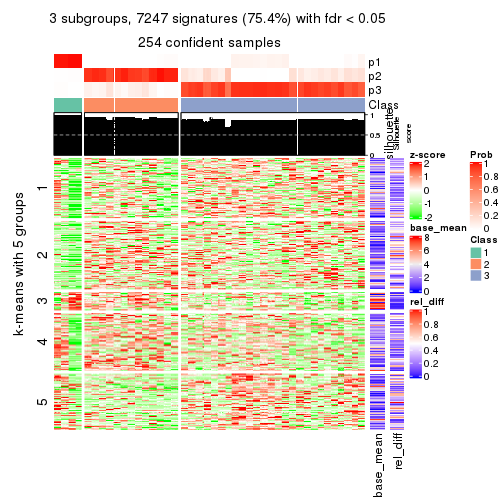 3 subgroups, 7247 signatures (75.4%) with fdr < 0.05
254 confident samples
p1
p2
p3
Class
1
0.5
0
silhouette
Silhouette
score
k-means with 5 groups
1
2
3
4
5
base_mean
rel_diff
z-score
2
1
0
-1
-2
base_mean
8
6
4
2
0
rel_diff
1
0.8
0.6
0.4
0.2
0
Prob
1
0.8
0.6
0.4
0.2
0
Class
1
2
3